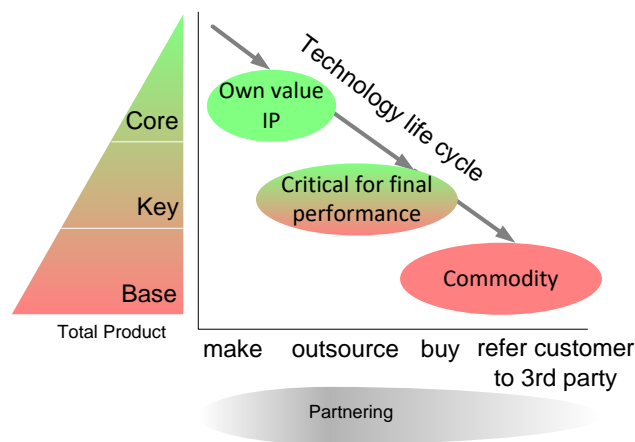 Technology life cycle
Own value
IP
Core
Critical for final
performance
Key
Commodity
Base
Total Product
make
outsource
buy
refer customer
to 3rd party
Partnering